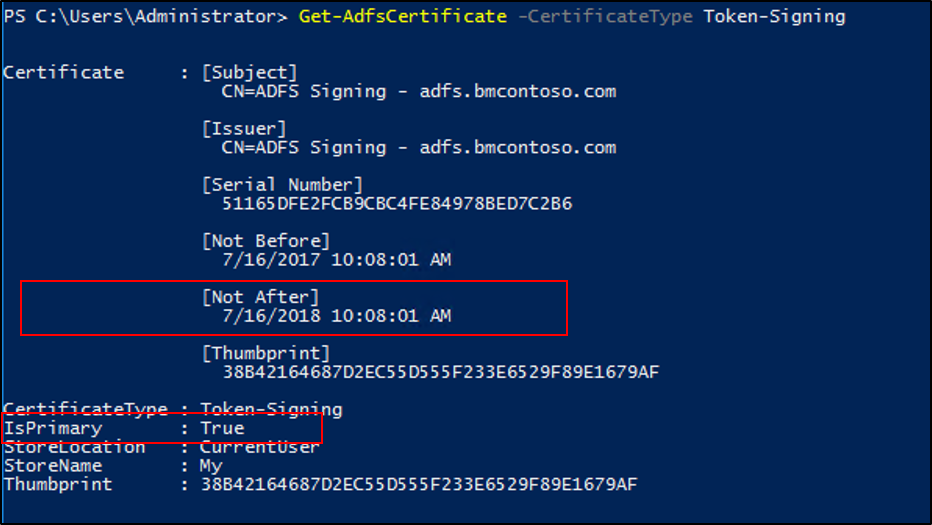 PS C:\Users\Administrator> Get-AdfsCertificate -CertificateType Token-Signing
Certificate : [Subject]
CN=ADFS Signing - adfs.bmcontoso.com
[Issuer]
CN=ADFS Signing - adfs.bmcontoso.com
[Serial Number]
51165DFE2FCB9CBC4FE84978BED7C2B6
[Not Before]
7/16/2017 10:08:01 AM
[Not After]
7/16/2018 10:08:01 AM
[Thumbprint]
38B42164687D2EC55D555F233E6529F89E1679AF
CertificateType : Token-Signing
IsPrimary : True
StoreLocation : CurrentUser
StoreName : My
Thumbprint : 38B42164687D2EC55D555F233E6529F89E1679AF